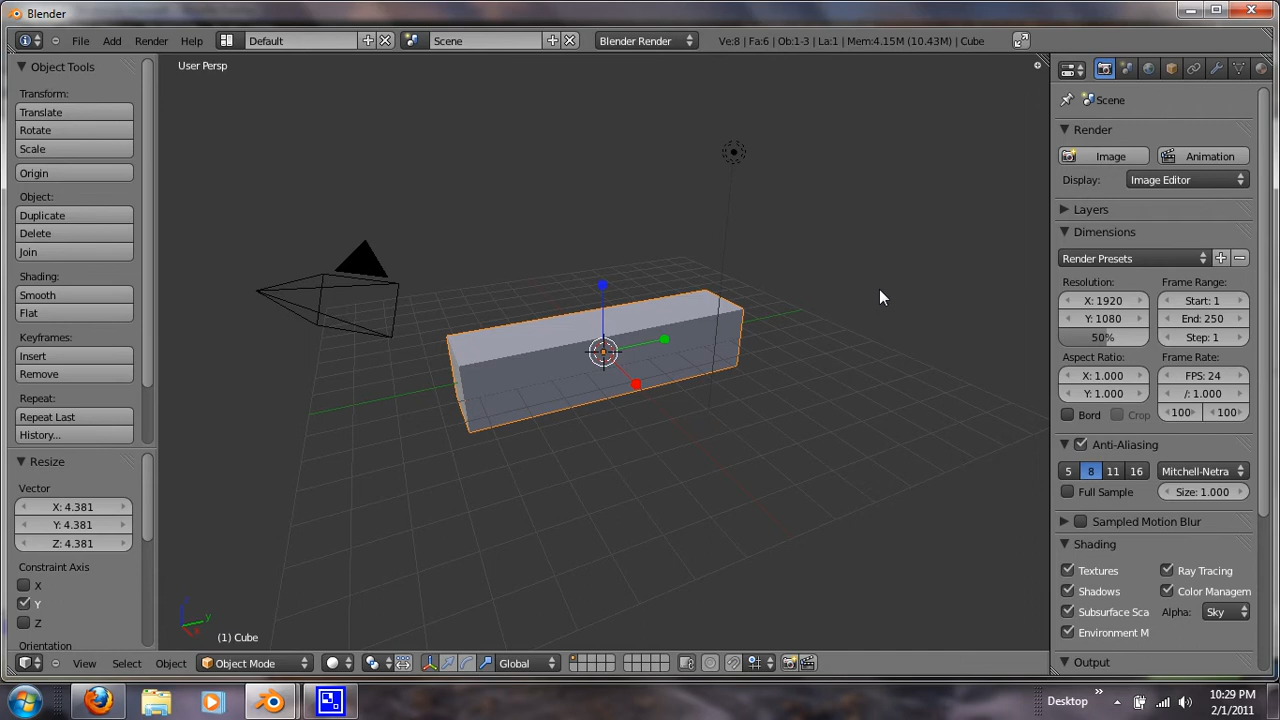 Blender
File Add Render Help Default Scene Blender Render Ve:8 | Fa:6 | Ob:1-3 | La:1 | Mem:4.15M (10.43M) | Cube
Object Tools
Transform:
Translate
Rotate
Scale
Origin
Object:
Duplicate
Delete
Join
Shading:
Smooth
Flat
Keyframes:
Insert
Remove
Repeat:
Repeat Last
History...
Resize
Vector
X: 4.381
Y: 4.381
Z: 4.381
Constraint Axis
X
Y
Z
Orientation
User Persp
z
y
x
(1) Cube
View Select Object Object Mode Global
Scene
Render
Image Animation
Display: Image Editor
Layers
Dimensions
Render Presets
Resolution: Frame Range:
X: 1920 Start: 1
Y: 1080 End: 250
50% Step: 1
Aspect Ratio: Frame Rate:
X: 1.000 FPS: 24
Y: 1.000 /: 1.000
Bord Crop 100 100
Anti-Aliasing
5 8 11 16 Mitchell-Netra
Full Sample Size: 1.000
Sampled Motion Blur
Shading
Textures Ray Tracing
Shadows Color Managem
Subsurface Sca Alpha: Sky
Environment M
Output
Desktop »
10:29 PM
2/1/2011